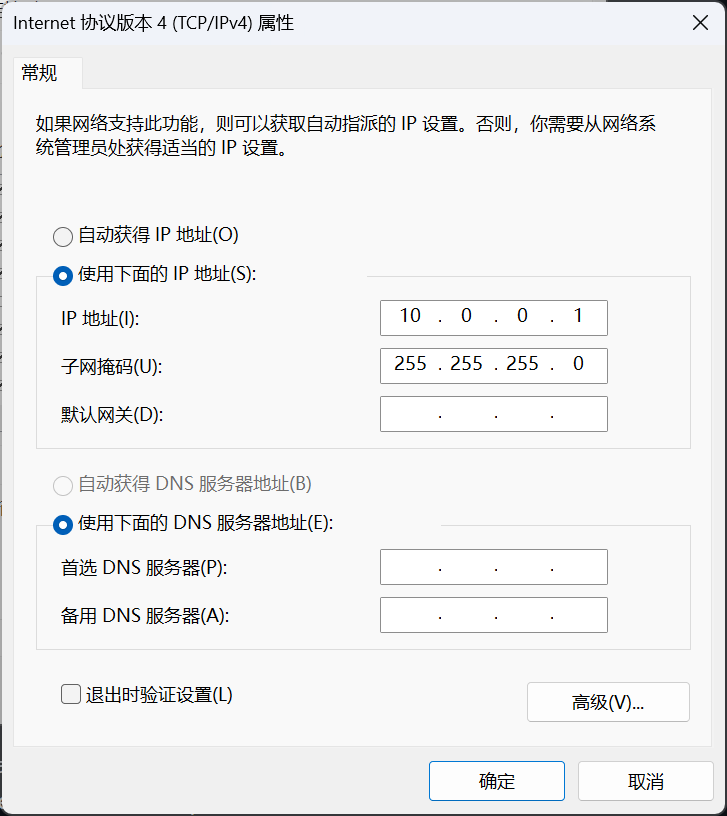 Internet 协议版本 4 (TCP/IPv4) 属性
常规
如果网络支持此功能，则可以获取自动指派的 IP 设置。否则，你需要从网络系
统管理员处获得适当的 IP 设置。
自动获得 IP 地址(O)
使用下面的 IP 地址(S):
IP 地址(I): 10 . 0 . 0 . 1
子网掩码(U): 255 . 255 . 255 . 0
默认网关(D): . . .
自动获得 DNS 服务器地址(B)
使用下面的 DNS 服务器地址(E):
首选 DNS 服务器(P): . . .
备用 DNS 服务器(A): . . .
退出时验证设置(L)
高级(V)...
确定 取消